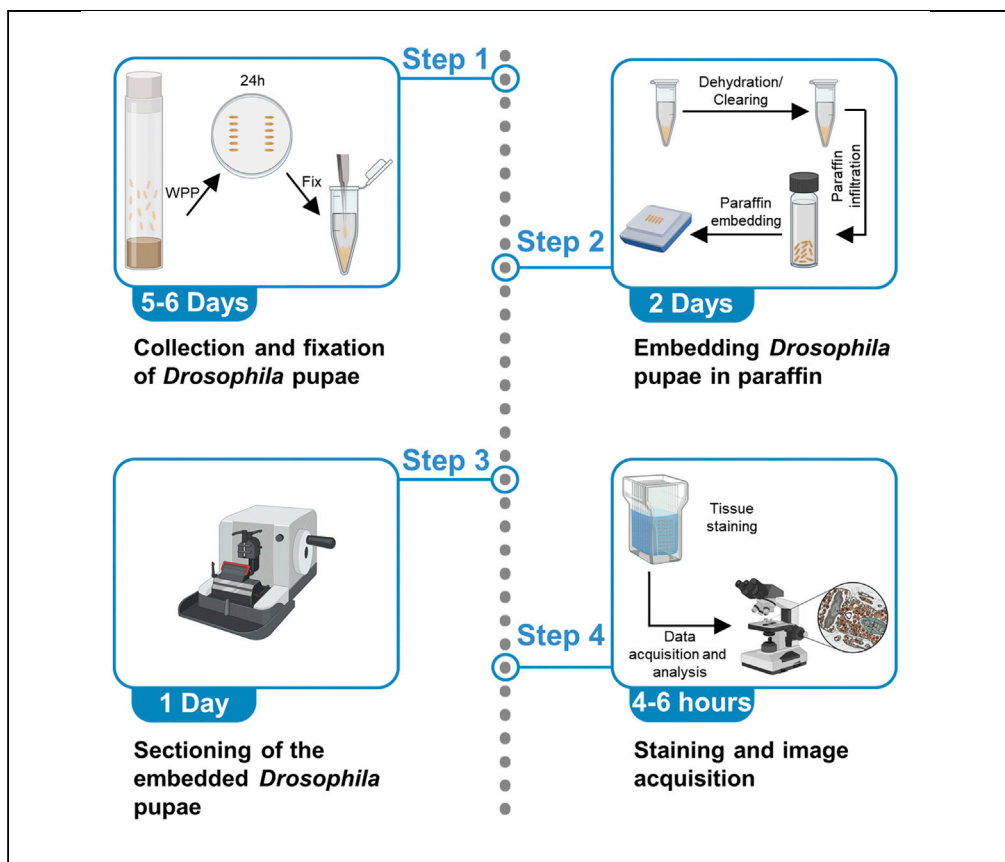 Step 1
24h
WPP
Fix
5-6 Days
Collection and fixation
of Drosophila pupae
Step 2
Dehydration/
Clearing
Paraffin
infiltration
Paraffin
embedding
2 Days
Embedding Drosophila
pupae in paraffin
Step 3
1 Day
Sectioning of the
embedded Drosophila
pupae
Step 4
Tissue
staining
Data
acquisition and
analysis
4-6 hours
Staining and image
acquisition